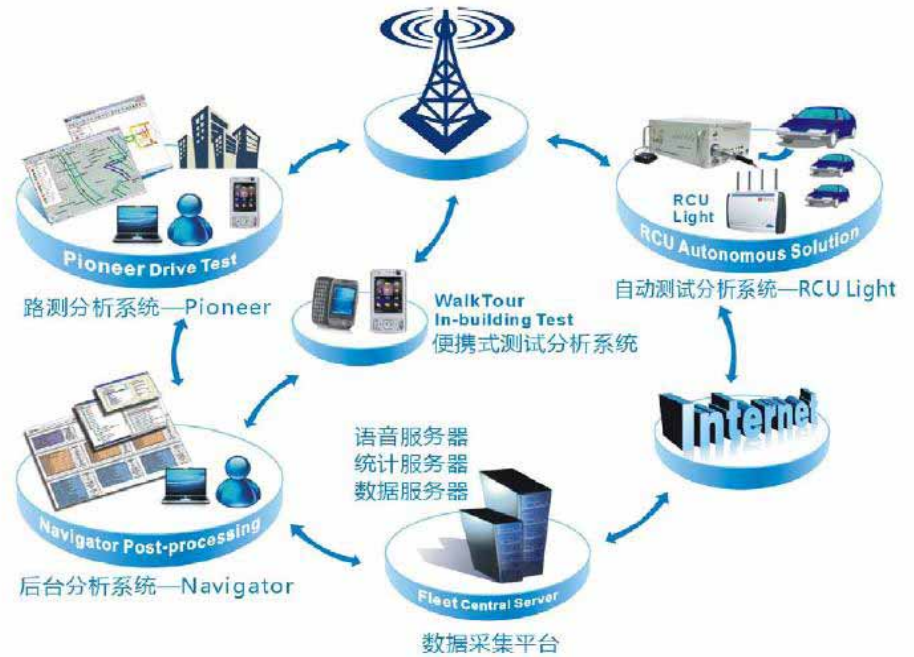 Pioneer Drive Test
路测分析系统—Pioneer
RCU
Light
RCU Autonomous Solution
自动测试分析系统—RCU Light
WalkTour
In-building Test
便携式测试分析系统
Internet
语音服务器
统计服务器
数据服务器
Navigator Post-processing
后台分析系统—Navigator
Fleet Central Server
数据采集平台